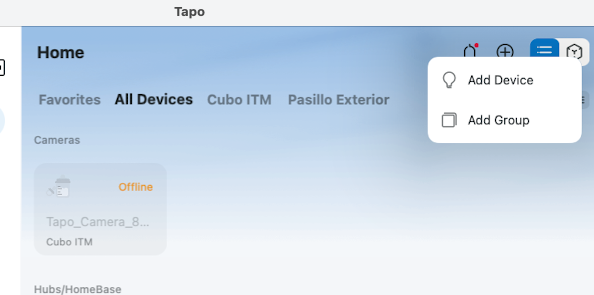 Tapo
Home
Add Device
Favorites All Devices Cubo ITM Pasillo Exterior
Add Group
Cameras
Offline
Tapo_Camera_8...
Cubo ITM
Hubs/HomeBase